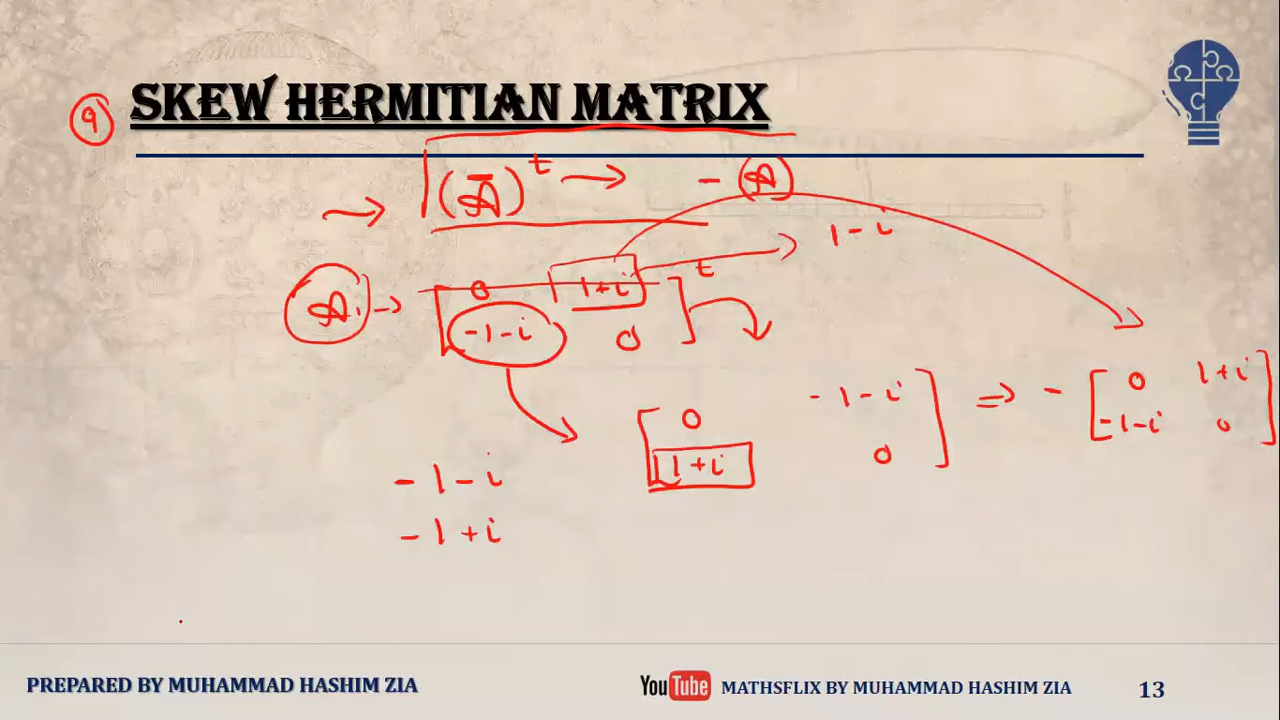 9 SKEW HERMITIAN MATRIX
→ (Ā)^t → - A
1 - i
A → [ 0 1+i ] t
-1-i 0
[ 0 -1-i ] ⇒ - [ 0 1+i ]
1+i 0
-1-i 0
-1-i
-1+i
PREPARED BY MUHAMMAD HASHIM ZIA YouTube MATHSFLIX BY MUHAMMAD HASHIM ZIA 13